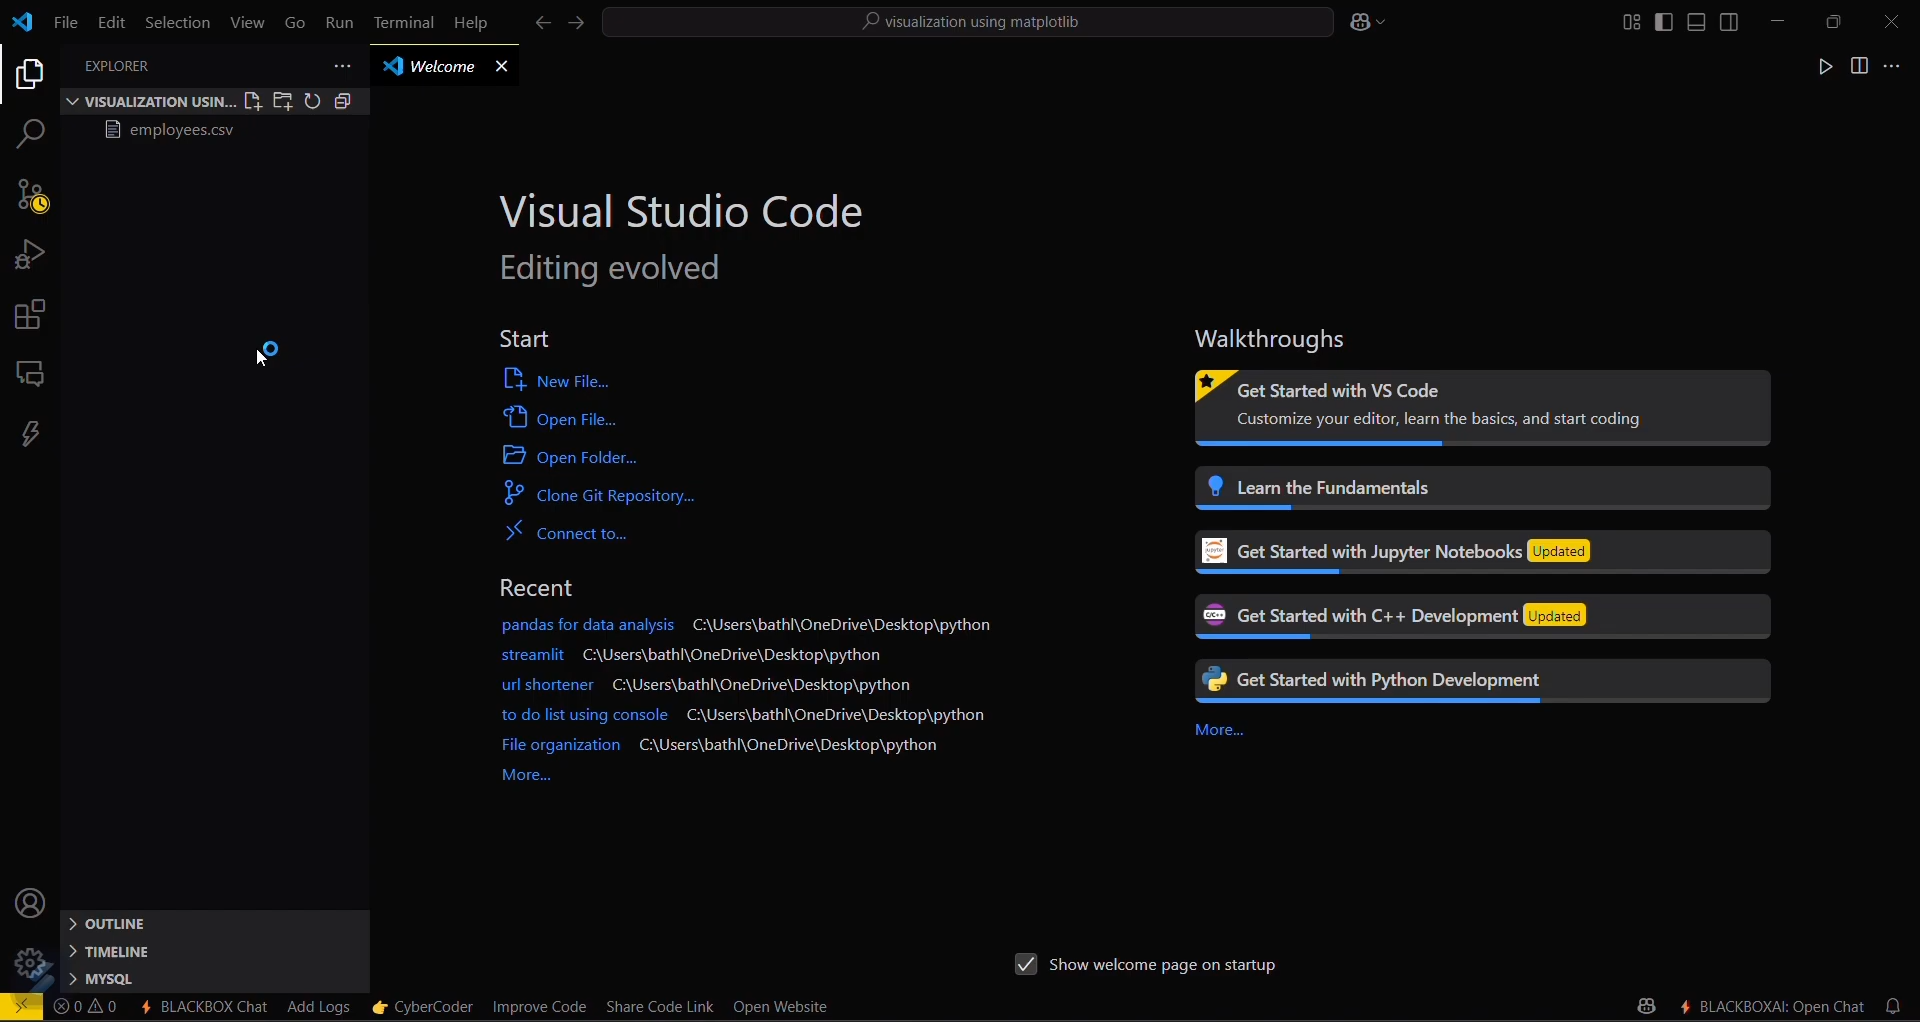 File Edit Selection View Go Run Terminal Help
visualization using matplotlib
EXPLORER
Welcome
VISUALIZATION USIN...
employees.csv
Visual Studio Code
Editing evolved
Start
New File...
Open File...
Open Folder...
Clone Git Repository...
Connect to...
Recent
pandas for data analysis C:\Users\bathl\OneDrive\Desktop\python
streamlit C:\Users\bathl\OneDrive\Desktop\python
url shortener C:\Users\bathl\OneDrive\Desktop\python
to do list using console C:\Users\bathl\OneDrive\Desktop\python
File organization C:\Users\bathl\OneDrive\Desktop\python
More...
Walkthroughs
Get Started with VS Code
Customize your editor, learn the basics, and start coding
Learn the Fundamentals
Get Started with Jupyter Notebooks Updated
Get Started with C++ Development Updated
Get Started with Python Development
More...
OUTLINE
TIMELINE
MYSQL
Show welcome page on startup
0 0 BLACKBOX Chat Add Logs CyberCoder Improve Code Share Code Link Open Website BLACKBOXAI: Open Chat